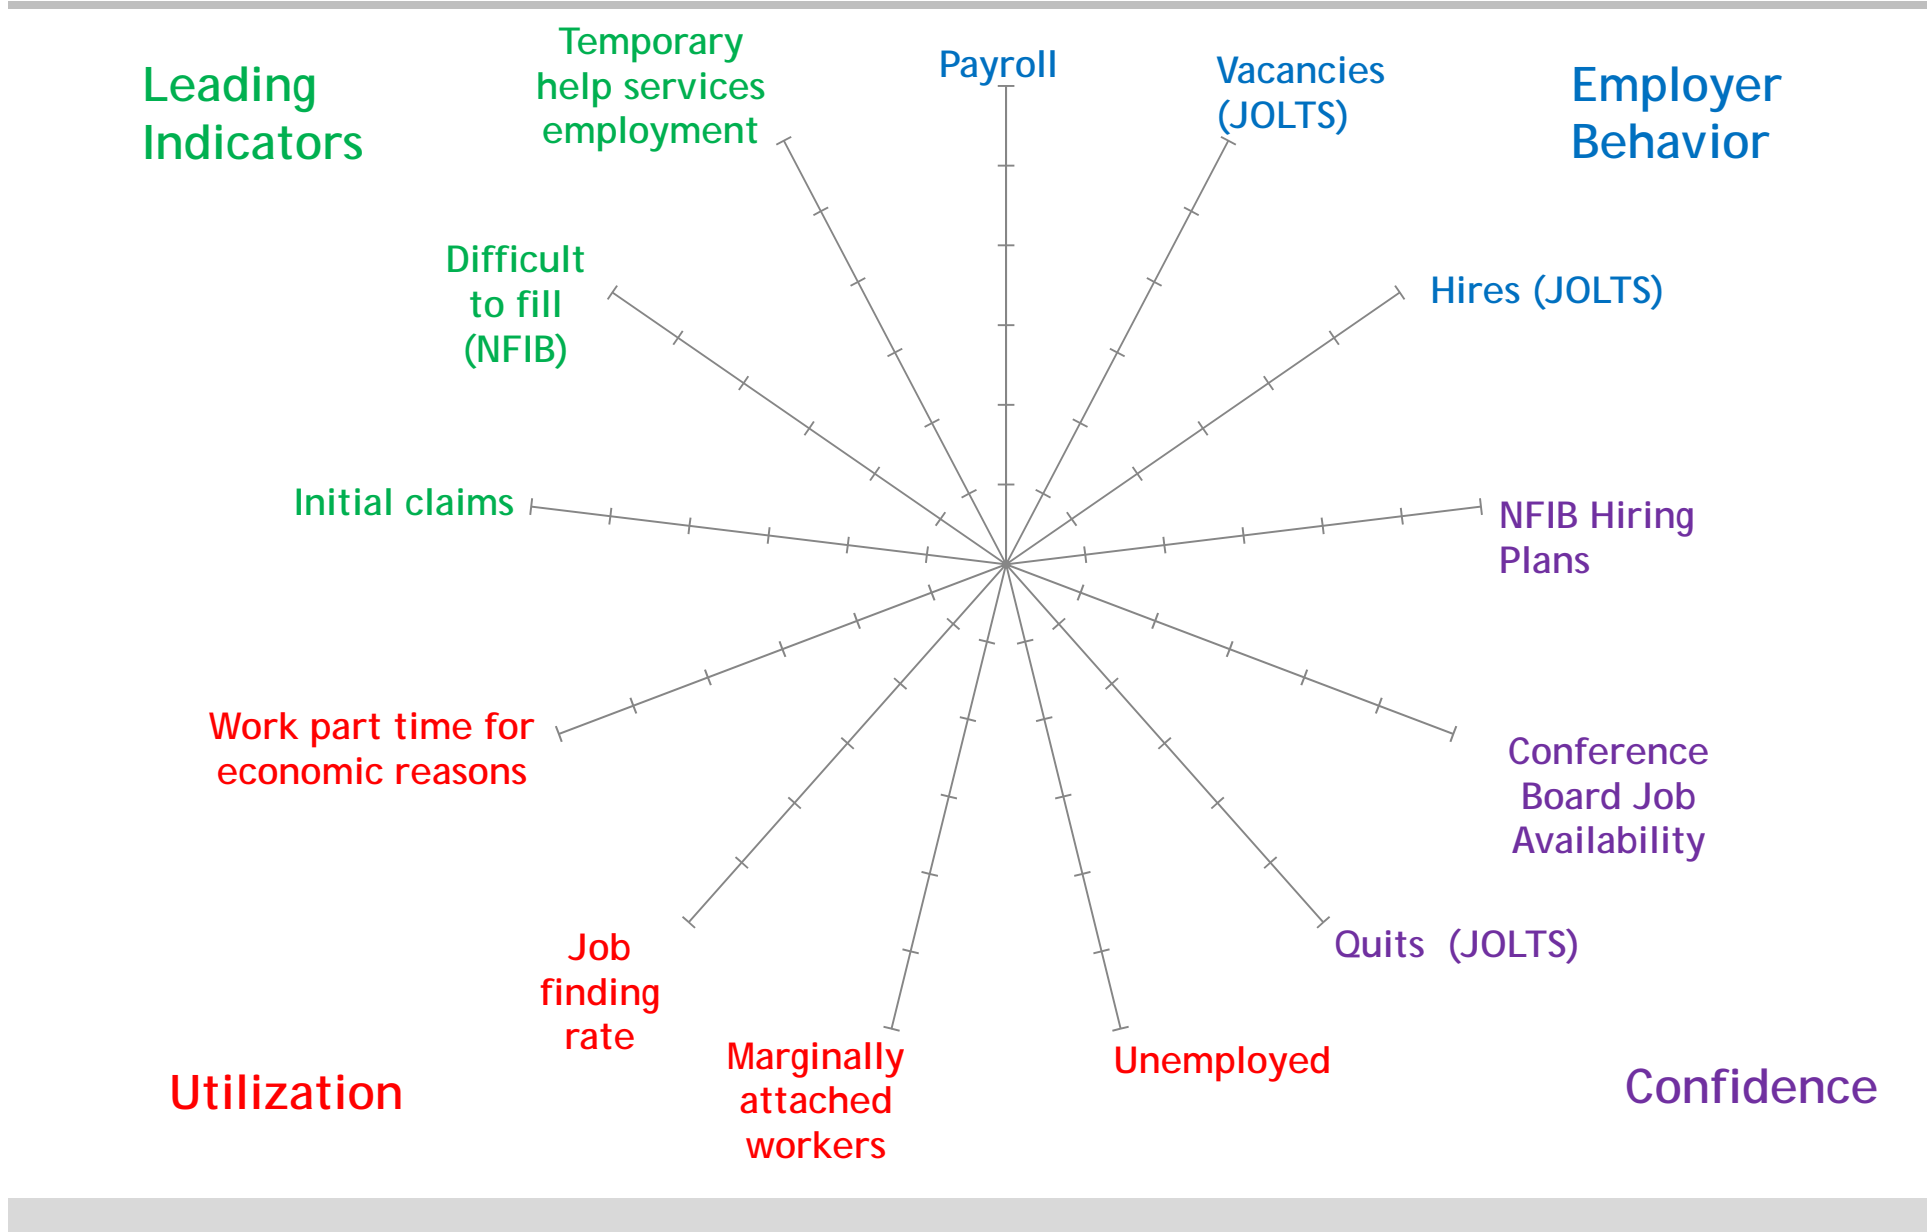 Leading
Indicators
Temporary
help services
employment
Payroll
Vacancies
(JOLTS)
Employer
Behavior
Difficult
to fill
(NFIB)
Hires (JOLTS)
Initial claims
NFIB Hiring
Plans
Work part time for
economic reasons
Conference
Board Job
Availability
Job
finding
rate
Quits  (JOLTS)
Marginally
attached
workers
Unemployed
Utilization
Confidence